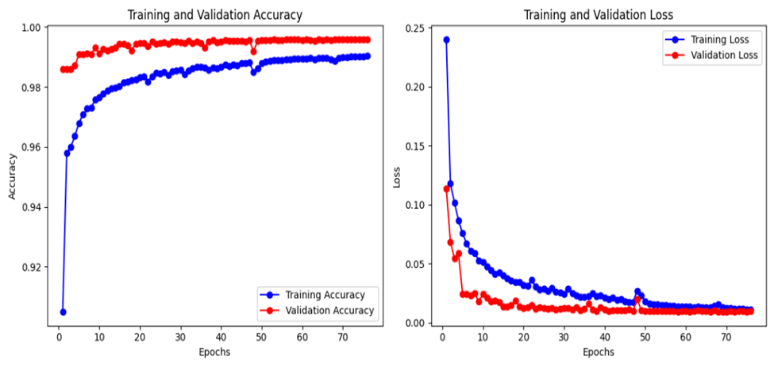 Training and Validation Accuracy
1.00
0.98
0.96
0.94
0.92
Accuracy
0 10 20 30 40 50 60 70
Epochs
Training Accuracy
Validation Accuracy
Training and Validation Loss
0.25
0.20
0.15
0.10
0.05
0.00
Loss
0 10 20 30 40 50 60 70
Epochs
Training Loss
Validation Loss